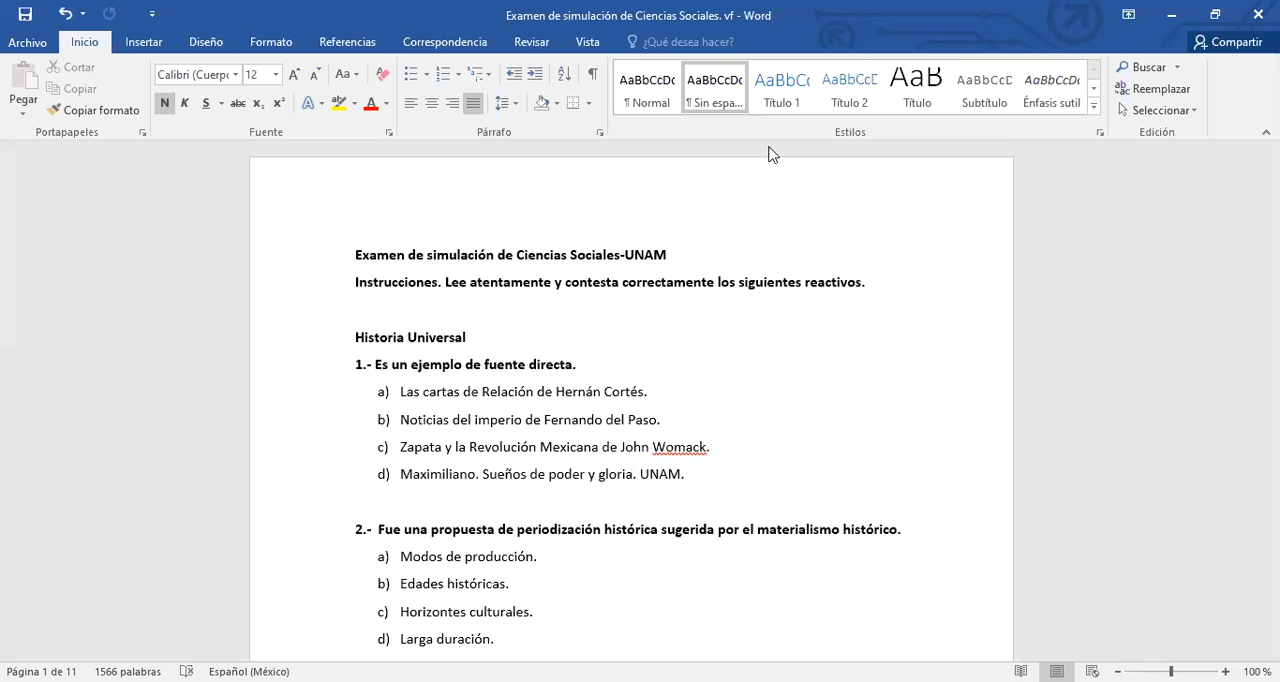 Examen de simulación de Ciencias Sociales. vf - Word
Archivo Inicio Insertar Diseño Formato Referencias Correspondencia Revisar Vista ¿Qué desea hacer? Compartir
Pegar
Cortar
Copiar
Copiar formato
Portapapeles
Calibri (Cuerpo 12 Aa
N K S abc x₂ x² A ab A
Fuente
Párrafo
AaBbCcDc AaBbCcDc AaBbCc AaBbCcD AaB AaBbCcD AaBbCcDc
¶ Normal ¶ Sin espa... Título 1 Título 2 Título Subtítulo Énfasis sutil
Estilos
Buscar
Reemplazar
Seleccionar
Edición
Examen de simulación de Ciencias Sociales-UNAM
Instrucciones. Lee atentamente y contesta correctamente los siguientes reactivos.
Historia Universal
1.- Es un ejemplo de fuente directa.
a) Las cartas de Relación de Hernán Cortés.
b) Noticias del imperio de Fernando del Paso.
c) Zapata y la Revolución Mexicana de John Womack.
d) Maximiliano. Sueños de poder y gloria. UNAM.
2.- Fue una propuesta de periodización histórica sugerida por el materialismo histórico.
a) Modos de producción.
b) Edades históricas.
c) Horizontes culturales.
d) Larga duración.
Página 1 de 11 1566 palabras Español (México) 100 %